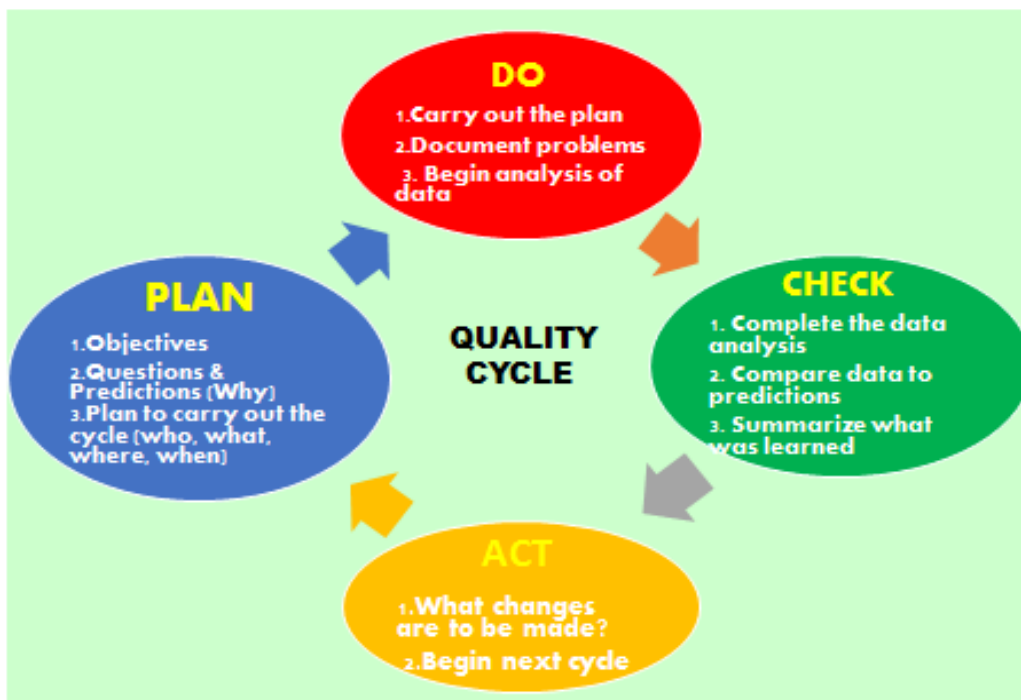 DO
1.Carry out the plan
2.Document problems
3. Begin analysis of
data
PLAN
1.Objectives
2.Questions &
Predictions (Why)
3.Plan to carry out the
cycle (who, what,
where, when)
QUALITY
CYCLE
CHECK
1. Complete the data
analysis
2. Compare data to
predictions
3. Summarize what
was learned
ACT
1.What changes
are to be made?
2.Begin next cycle